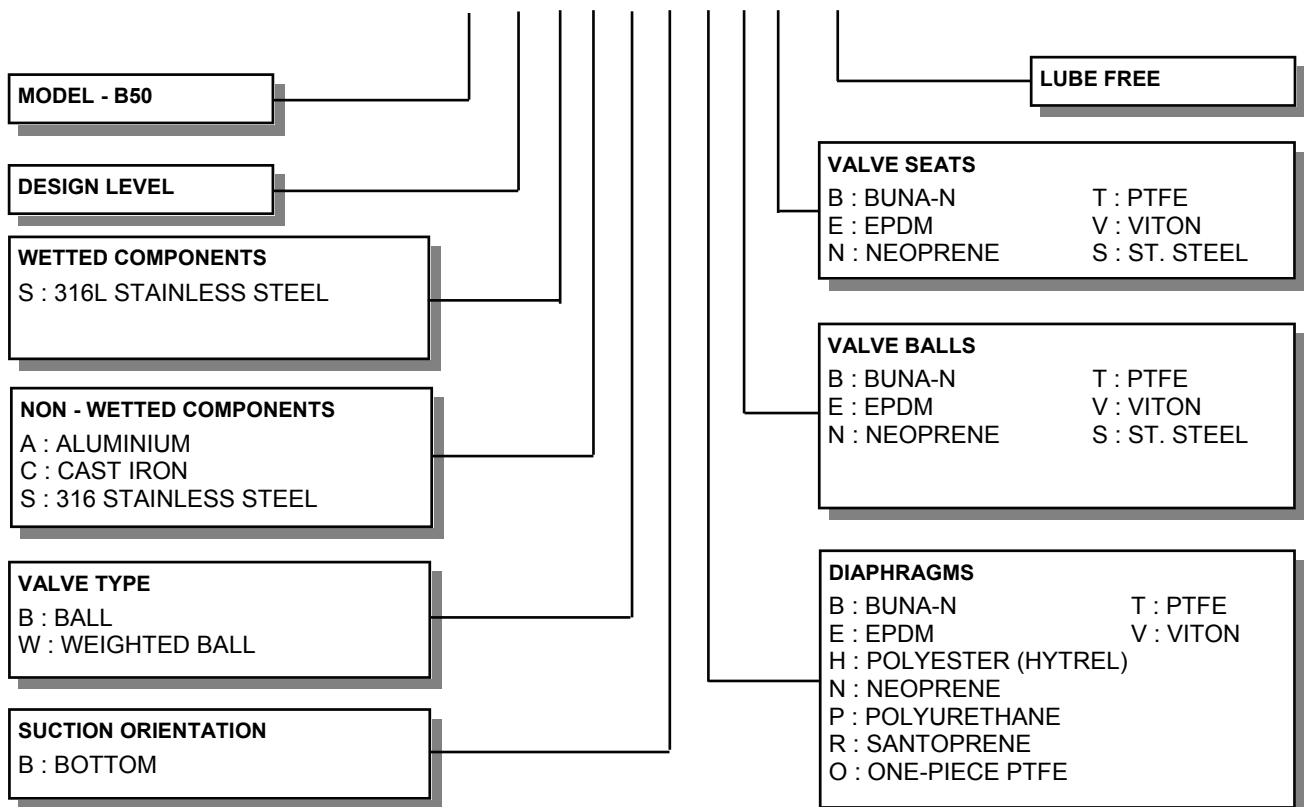 MODEL - B50
DESIGN LEVEL
WETTED COMPONENTS
S : 316L STAINLESS STEEL
NON - WETTED COMPONENTS
A : ALUMINIUM
C : CAST IRON
S : 316 STAINLESS STEEL
VALVE TYPE
B : BALL
W : WEIGHTED BALL
SUCTION ORIENTATION
B : BOTTOM
LUBE FREE
VALVE SEATS
B : BUNA-N T : PTFE
E : EPDM V : VITON
N : NEOPRENE S : ST. STEEL
VALVE BALLS
B : BUNA-N T : PTFE
E : EPDM V : VITON
N : NEOPRENE S : ST. STEEL
DIAPHRAGMS
B : BUNA-N T : PTFE
E : EPDM V : VITON
H : POLYESTER (HYTREL)
N : NEOPRENE
P : POLYURETHANE
R : SANTOPRENE
O : ONE-PIECE PTFE